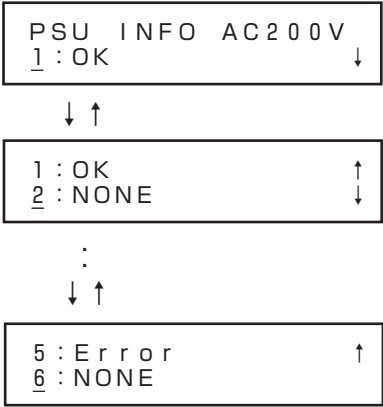 PSU INFO AC200V
1:OK ↓
↓ ↑
1:OK ↑
2:NONE ↓
:
↓ ↑
5:Error ↑
6:NONE